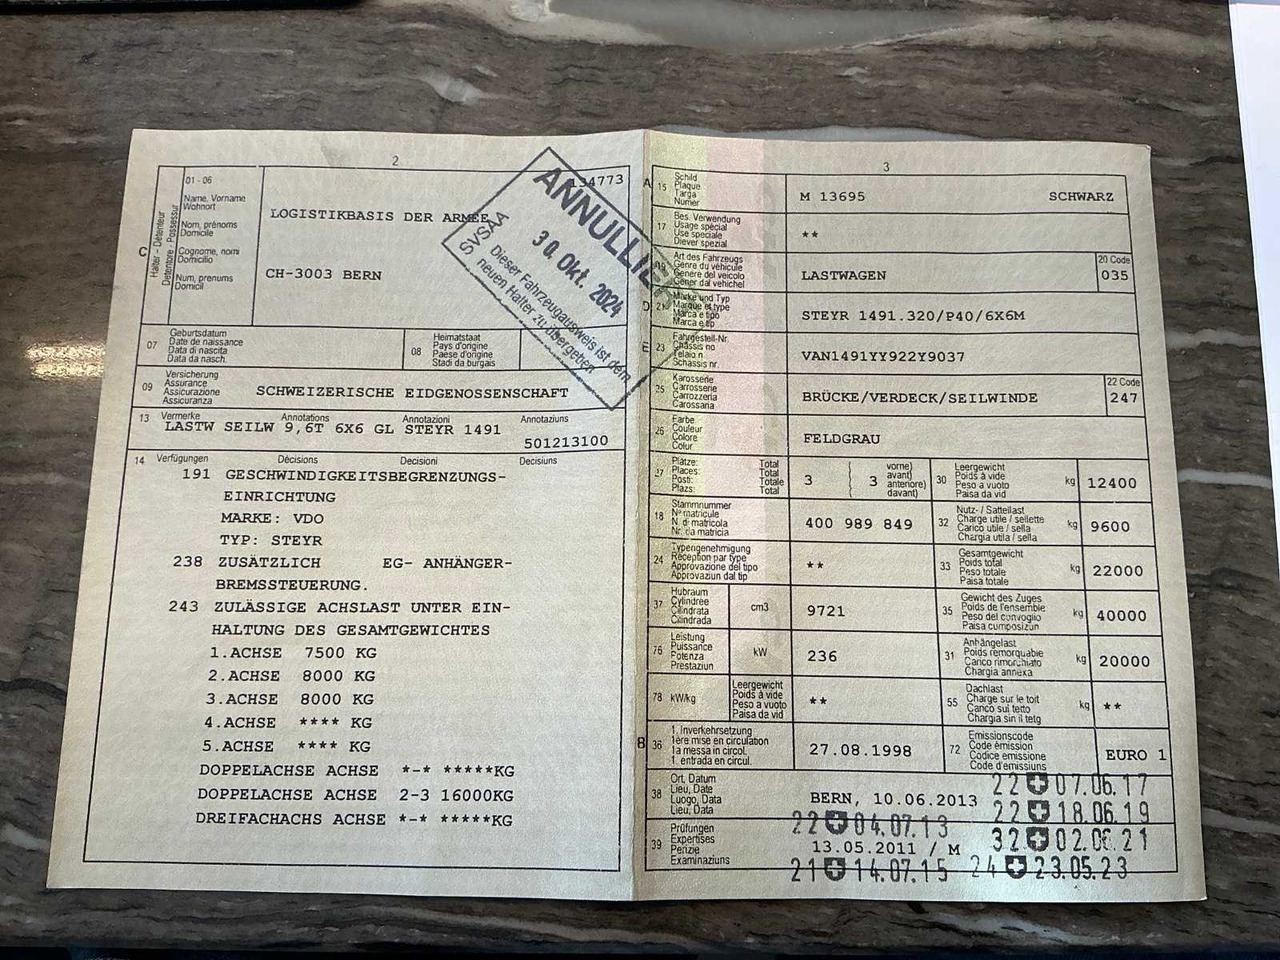 2
01 - 06
Name, Vorname
Wohnort
Nom, prénoms
Domicile
Cognome, nomi
Domicilio
Num, prenums
Domicil
C
Halter - Détenteur
Detentore - Possessur
134773
LOGISTIKBASIS DER ARMEE
CH-3003 BERN
SVSAA
ANNULLIERT
30. Okt. 2024
Dieser Fahrzeugausweis ist dem
neuen Halter zu übergeben
07
Geburtsdatum
Date de naissance
Data di nascita
Data da nasch.
08
Heimatstaat
Pays d'origine
Paese d'origine
Stadi da burgais
09
Versicherung
Assurance
Assicurazione
Assicuranza
SCHWEIZERISCHE EIDGENOSSENSCHAFT
13 Vermerke Annotations Annotazioni Annotaziuns
LASTW SEILW 9,6T 6X6 GL STEYR 1491
501213100
14 Verfügungen Décisions Decisioni Decisiuns
191 GESCHWINDIGKEITSBEGRENZUNGS-
EINRICHTUNG
MARKE: VDO
TYP: STEYR
238 ZUSÄTZLICH EG- ANHÄNGER-
BREMSSTEUERUNG.
243 ZULÄSSIGE ACHSLAST UNTER EIN-
HALTUNG DES GESAMTGEWICHTES
1.ACHSE 7500 KG
2.ACHSE 8000 KG
3.ACHSE 8000 KG
4.ACHSE **** KG
5.ACHSE **** KG
DOPPELACHSE ACHSE *-* *****KG
DOPPELACHSE ACHSE 2-3 16000KG
DREIFACHACHS ACHSE *-* *****KG
3
A 15
Schild
Plaque
Targa
Numer
M 13695 SCHWARZ
17
Bes. Verwendung
Usage spécial
Use speciale
Diever spezial
**
19
Art des Fahrzeugs
Genre du véhicule
Genere del veicolo
Gener dal vehichel
LASTWAGEN
20 Code
035
D 21
Marke und Typ
Marque et type
Marca e tipo
Marca e tip
STEYR 1491.320/P40/6X6M
E 23
Fahrgestell-Nr.
Châssis no
Telaio n.
Schassis nr.
VAN1491YY922Y9037
25
Karosserie
Carrosserie
Carrozzeria
Carossaria
BRÜCKE/VERDECK/SEILWINDE
22 Code
247
26
Farbe
Couleur
Colore
Colur
FELDGRAU
27
Plätze: Total
Places: Total
Posti: Totale
Plazs: Total
3
3
vorne)
avant)
anteriore)
davant)
30
Leergewicht
Poids à vide
Peso a vuoto
Paisa da vid
kg
12400
18
Stammnummer
No matricule
N. di matricola
Nr. da matricla
400 989 849
32
Nutz- / Sattellast
Charge utile / sellette
Carico utile / sella
Chargia utila / sella
kg
9600
24
Typengenehmigung
Réception par type
Approvazione del tipo
Approvaziun dal tip
**
33
Gesamtgewicht
Poids total
Peso totale
Paisa totala
kg
22000
37
Hubraum
Cylindrée
Cilindrata
Cilindrada
cm3
9721
35
Gewicht des Zuges
Poids de l'ensemble
Peso del convoglio
Paisa cumposiziun
kg
40000
76
Leistung
Puissance
Potenza
Prestaziun
kW
236
31
Anhängelast
Poids remorquable
Carico rimorchiato
Chargia annexa
kg
20000
78 kW/kg
Leergewicht
Poids à vide
Peso a vuoto
Paisa da vid
**
55
Dachlast
Charge sur le toit
Carico sul tetto
Chargia sin il tetg
kg
**
B 36
1. Inverkehrsetzung
1ère mise en circulation
1a messa in circol.
1. entrada en circul.
27.08.1998
72
Emissionscode
Code émission
Codice emissione
Code d'emissiuns
EURO 1
38
Ort, Datum
Lieu, Date
Luogo, Data
Lieu, Data
BERN, 10.06.2013
22 07.06.17
22 18.06.19
39
Prüfungen
Expertises
Perizie
Examinaziuns
22 04.07.13
13.05.2011 / M
32 02.06.21
21 14.07.15
24 23.05.23